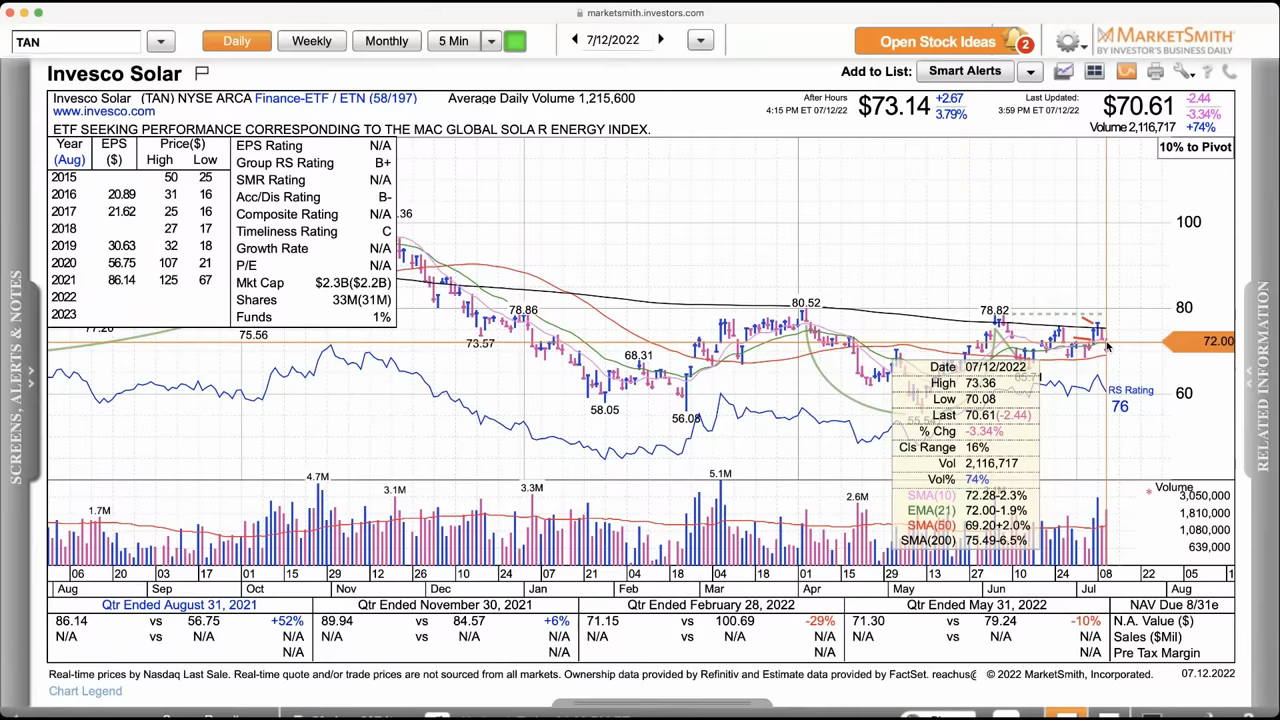 marketsmith.investors.com
TAN
Daily
Weekly
Monthly
5 Min
7/12/2022
Open Stock Ideas
2
MARKETSMITH
BY INVESTOR'S BUSINESS DAILY
Invesco Solar
Add to List:
Smart Alerts
Invesco Solar (TAN) NYSE ARCA Finance-ETF / ETN (58/197)
Average Daily Volume 1,215,600
www.invesco.com
After Hours
4:15 PM ET 07/12/22
$73.14
+2.67
3.79%
Last Updated:
3:59 PM ET 07/12/22
$70.61
-2.44
-3.34%
Volume 2,116,717
+74%
ETF SEEKING PERFORMANCE CORRESPONDING TO THE MAC GLOBAL SOLA R ENERGY INDEX.
10% to Pivot
Year EPS Price($)
(Aug) ($) High Low
2015 50 25
2016 20.89 31 16
2017 21.62 25 16
2018 27 17
2019 30.63 32 18
2020 56.75 107 21
2021 86.14 125 67
2022
2023
EPS Rating N/A
Group RS Rating B+
SMR Rating N/A
Acc/Dis Rating B-
Composite Rating N/A
Timeliness Rating C
Growth Rate N/A
P/E N/A
Mkt Cap $2.3B($2.2B)
Shares 33M(31M)
Funds 1%
.36
75.56
73.57
78.86
58.05
68.31
56.08
80.52
78.82
100
80
72.00
60
RS Rating
76
Date 07/12/2022
High 73.36
Low 70.08
Last 70.61(-2.44)
% Chg -3.34%
Cls Range 16%
Vol 2,116,717
Vol% 74%
SMA(10) 72.28-2.3%
EMA(21) 72.00-1.9%
SMA(50) 69.20+2.0%
SMA(200) 75.49-6.5%
1.7M
4.7M
3.1M
3.3M
5.1M
2.6M
* Volume
3,050,000
1,810,000
1,080,000
639,000
06 20 03 17 01 15 29 12 26 10 24 07 21 04 18 04 18 01 15 29 13 27 10 24 08 22 05 19 1
Aug Sep Oct Nov Dec Jan Feb Mar Apr May Jun Jul Aug
Qtr Ended August 31, 2021
Qtr Ended November 30, 2021
Qtr Ended February 28, 2022
Qtr Ended May 31, 2022
NAV Due 8/31e
86.14 vs 56.75 +52% 89.94 vs 84.57 +6% 71.15 vs 100.69 -29% 71.30 vs 79.24 -10% N.A. Value ($)
N/A vs N/A N/A N/A vs N/A N/A N/A vs N/A N/A N/A vs N/A N/A Sales ($Mil)
N/A N/A N/A N/A Pre Tax Margin
Real-time prices by Nasdaq Last Sale. Real-time quote and/or trade prices are not sourced from all markets. Ownership data provided by Refinitiv and Estimate data provided by FactSet. reachus@ © 2022 MarketSmith, Incorporated.
07.12.2022
Chart Legend
SCREENS, ALERTS & NOTES
RELATED INFORMATION